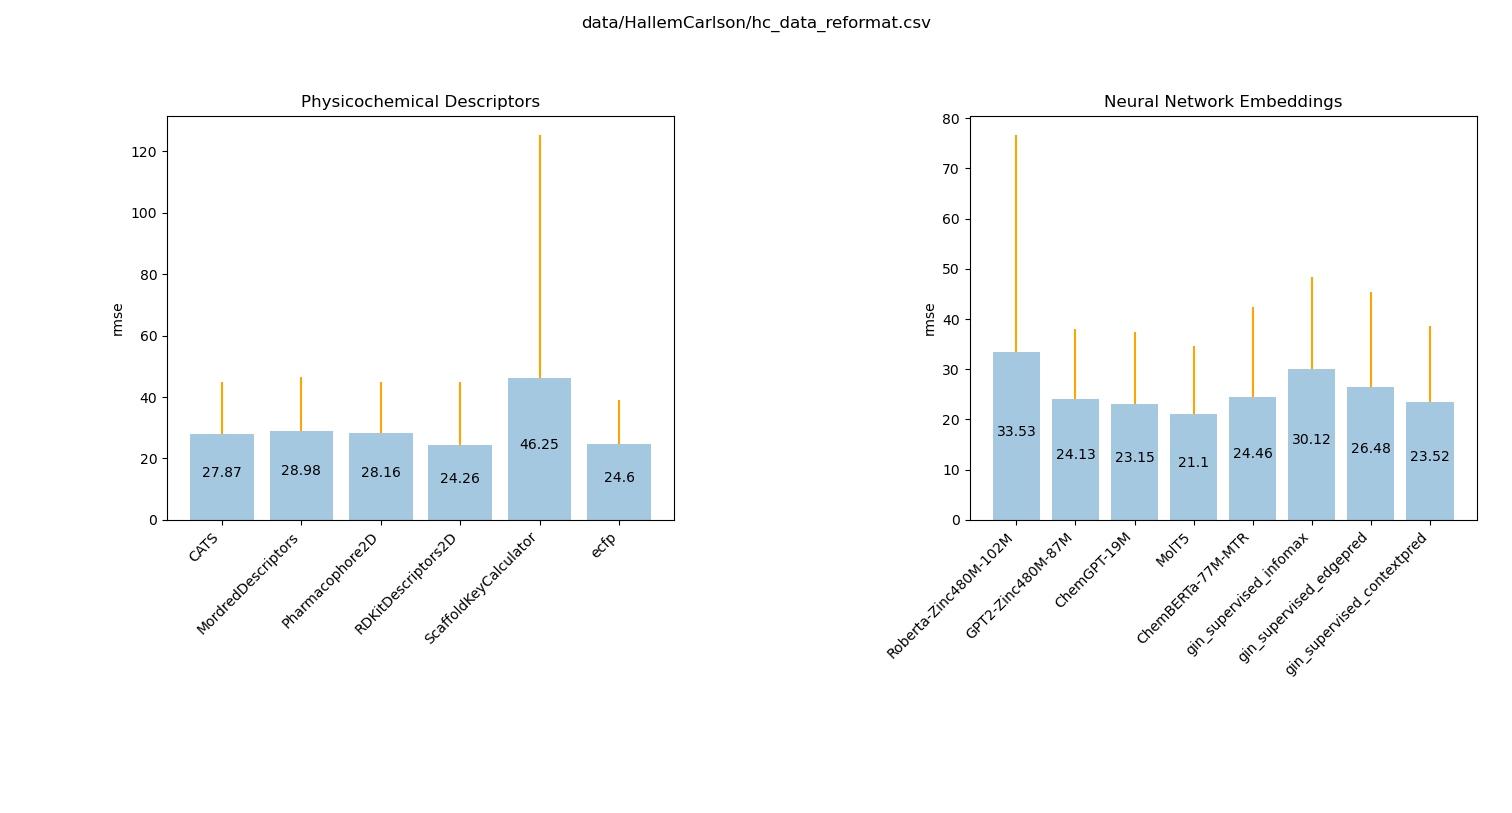 data/HallemCarlson/hc_data_reformat.csv
Physicochemical Descriptors
rmse
120
100
80
60
40
20
0
27.87
28.98
28.16
24.26
46.25
24.6
CATS
MordredDescriptors
Pharmacophore2D
RDKitDescriptors2D
ScaffoldKeyCalculator
ecfp
Neural Network Embeddings
rmse
80
70
60
50
40
30
20
10
0
33.53
24.13
23.15
21.1
24.46
30.12
26.48
23.52
Roberta-Zinc480M-102M
GPT2-Zinc480M-87M
ChemGPT-19M
MolT5
ChemBERTa-77M-MTR
gin_supervised_infomax
gin_supervised_edgepred
gin_supervised_contextpred